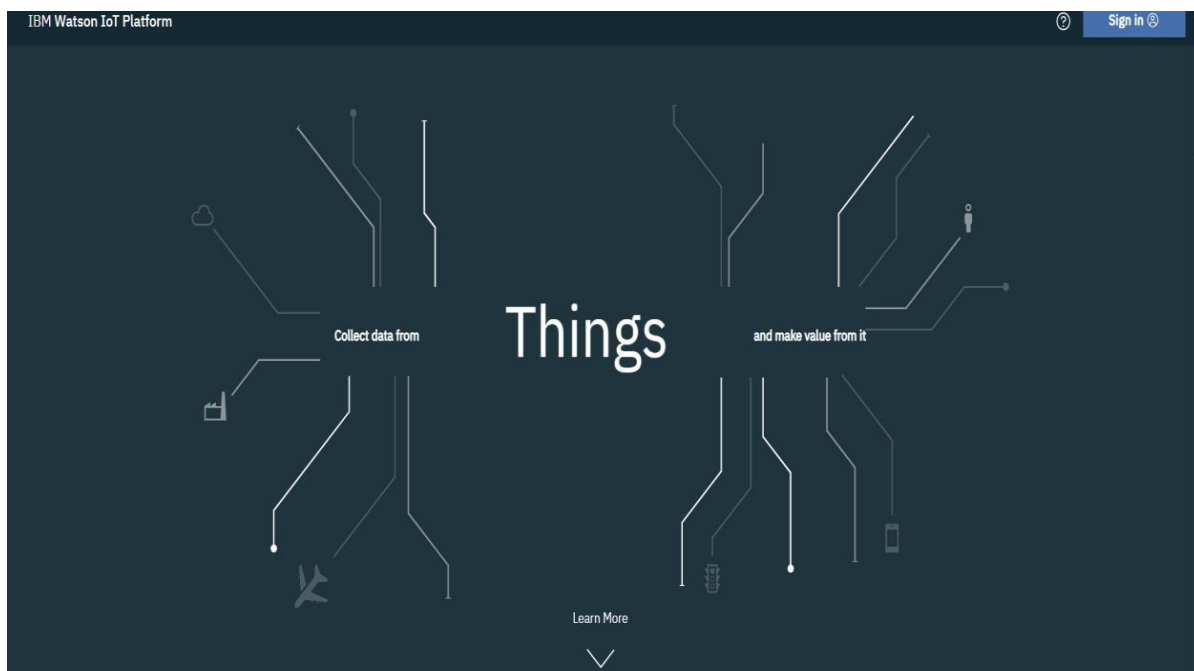 IBM Watson IoT Platform
Sign in
Collect data from
Things
and make value from it
Learn More